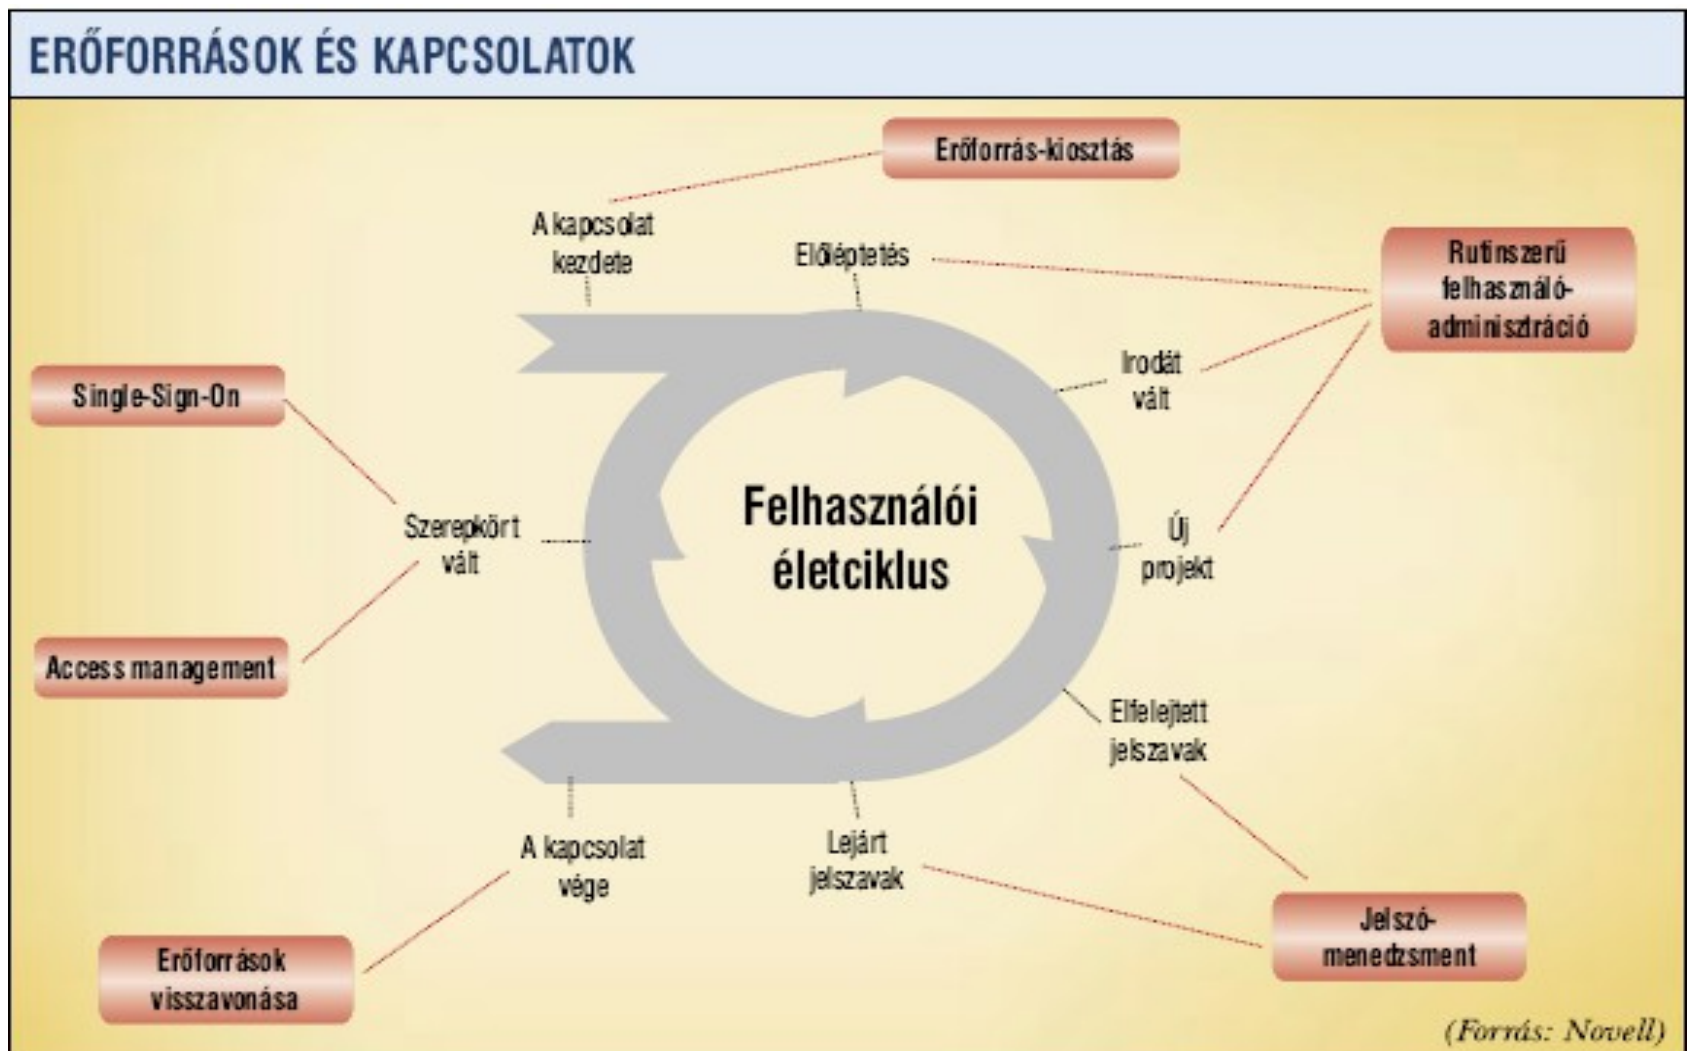 ERŐFORRÁSOK ÉS KAPCSOLATOK
Erőforrás-kiosztás
A kapcsolat
kezdete
Előléptetés
Rutinszerű
felhasználó-
adminisztráció
Irodát
vált
Single-Sign-On
Felhasználói
életciklus
Szerepkört
vált
Új
projekt
Access management
Elfelejtett
jelszavak
A kapcsolat
vége
Lejárt
jelszavak
Erőforrások
visszavonása
Jelszó-
menedzsment
(Forrás: Novell)